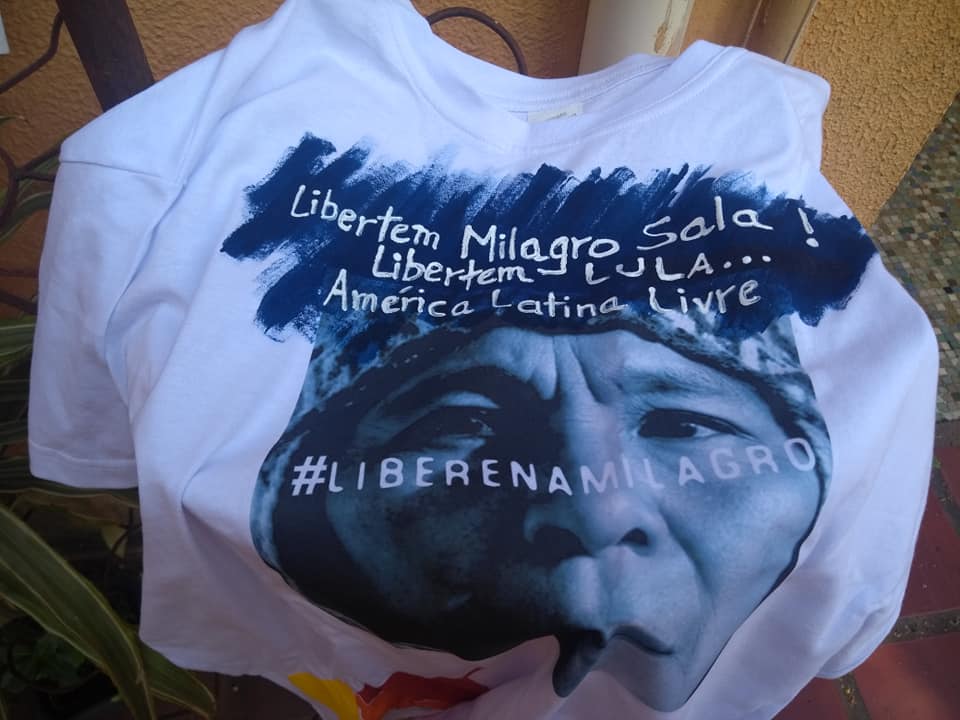 Libertem Milagro Sala !
Libertem LULA...
América Latina Livre
#LIBERENAMILAGRO